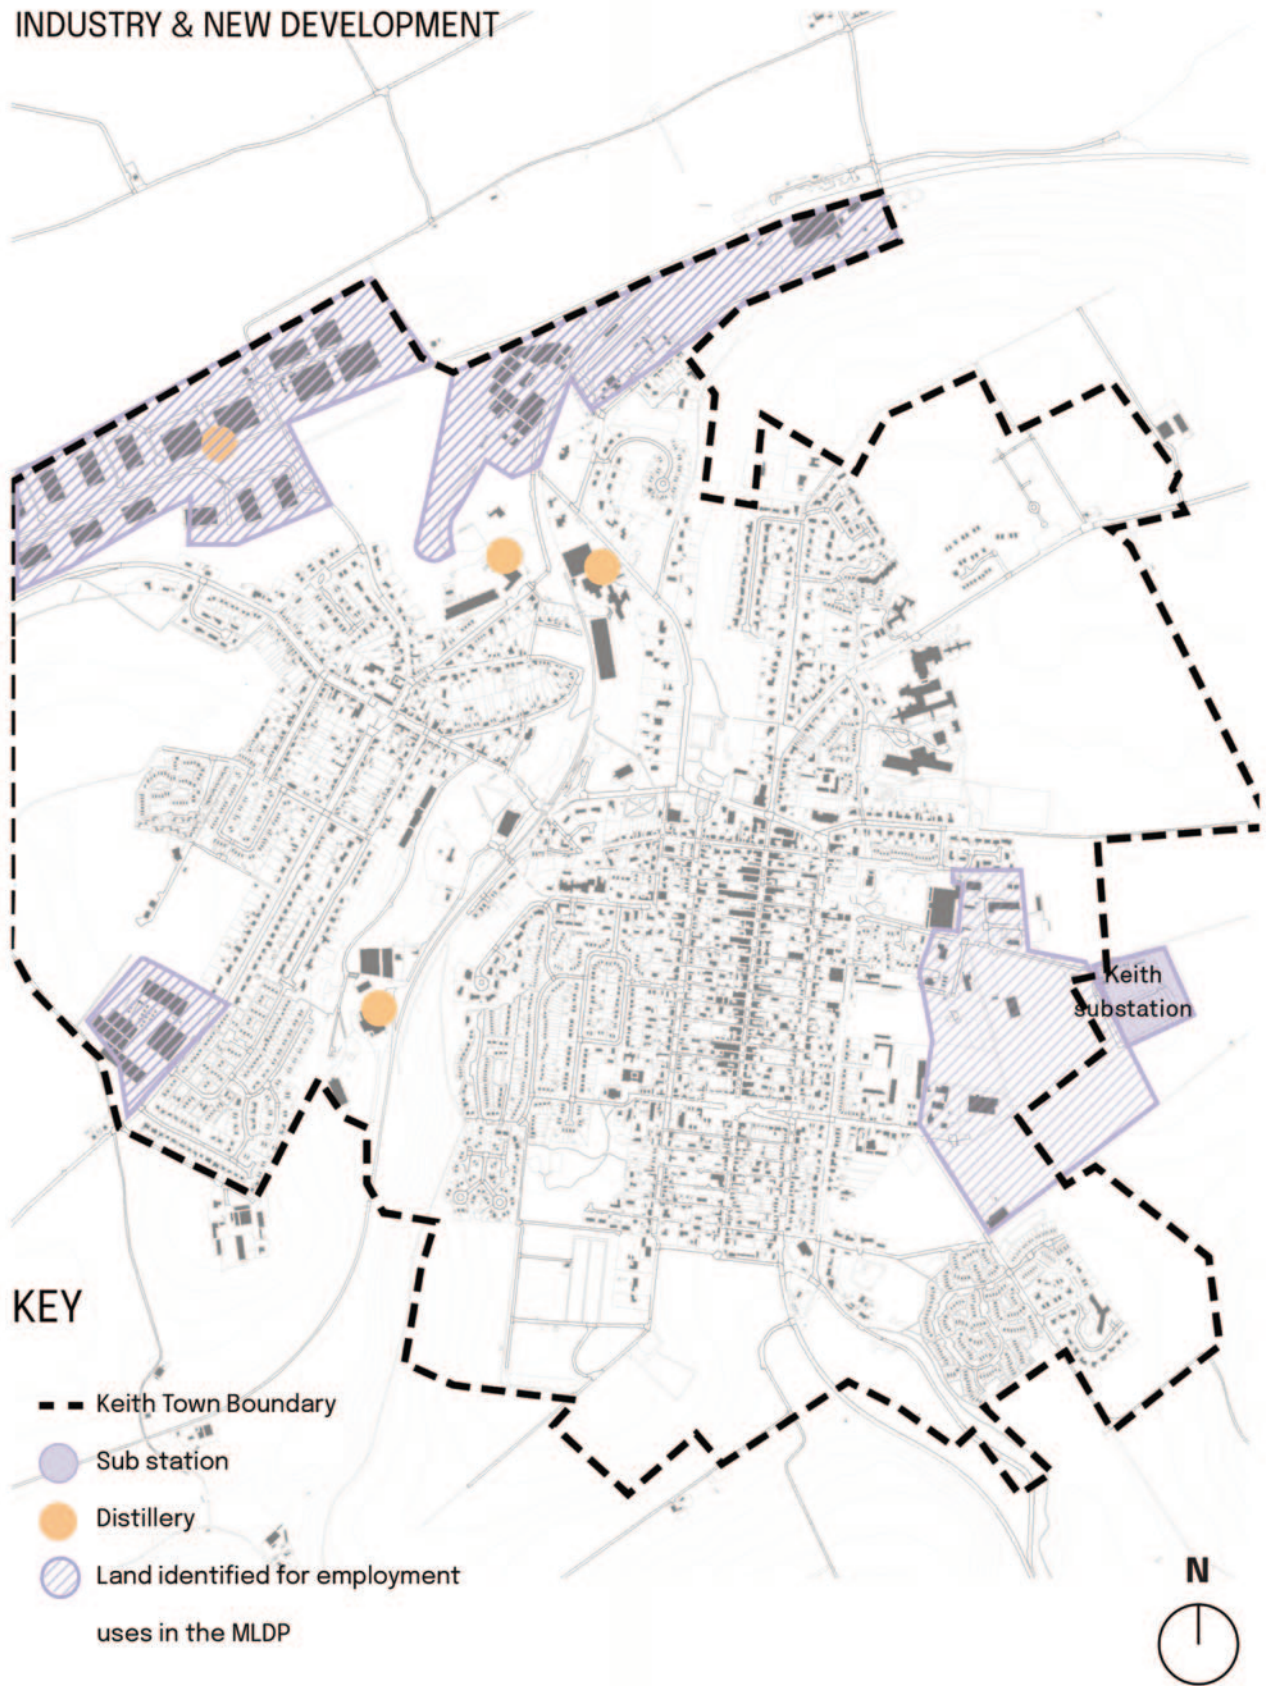 INDUSTRY & NEW DEVELOPMENT
Keith
substation
KEY
Keith Town Boundary
Sub station
Distillery
Land identified for employment
uses in the MLDP
N